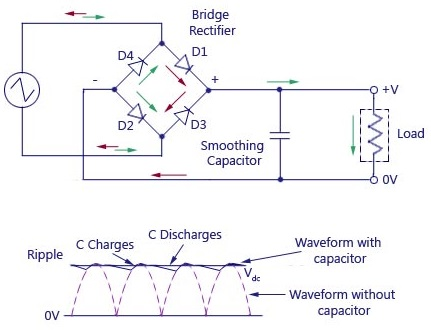 Bridge
Rectifier
D4
D1
-
+
+V
D2
D3
Smoothing
Capacitor
Load
0V
C Discharges
C Charges
Ripple
Waveform with
capacitor
Vdc
Waveform without
capacitor
0V